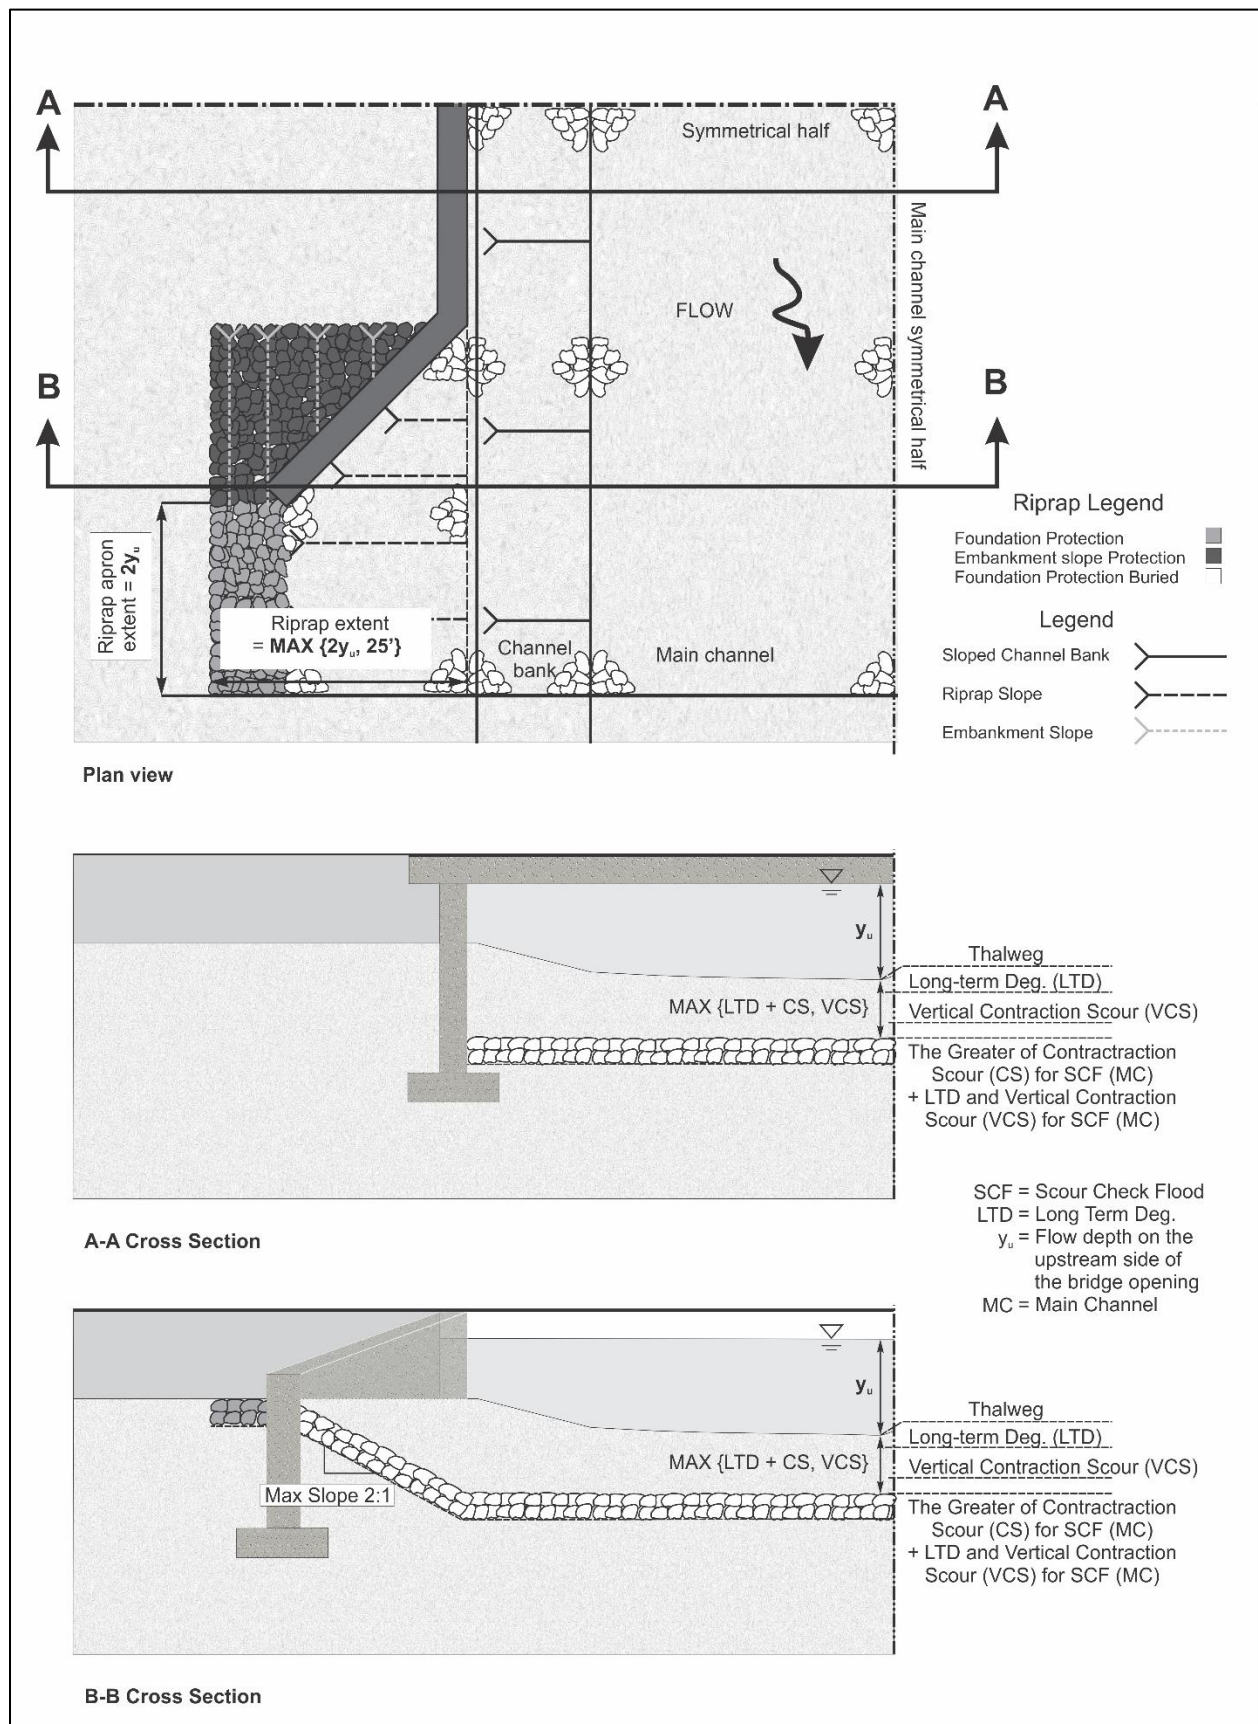 A
A
Symmetrical half
Main channel symmetrical half
FLOW
B
B
Riprap apron
extent = 2yᵤ
Riprap extent
= MAX {2yᵤ, 25’}
Channel
bank
Main channel
Riprap Legend
Foundation Protection
Embankment slope Protection
Foundation Protection Buried
Legend
Sloped Channel Bank
Riprap Slope
Embankment Slope
Plan view
yᵤ
Thalweg
Long-term Deg. (LTD)
MAX {LTD + CS, VCS}
Vertical Contraction Scour (VCS)
The Greater of Contractraction
Scour (CS) for SCF (MC)
+ LTD and Vertical Contraction
Scour (VCS) for SCF (MC)
A-A Cross Section
SCF = Scour Check Flood
LTD = Long Term Deg.
yᵤ = Flow depth on the
upstream side of
the bridge opening
MC = Main Channel
yᵤ
Thalweg
Long-term Deg. (LTD)
MAX {LTD + CS, VCS}
Vertical Contraction Scour (VCS)
Max Slope 2:1
The Greater of Contractraction
Scour (CS) for SCF (MC)
+ LTD and Vertical Contraction
Scour (VCS) for SCF (MC)
B-B Cross Section